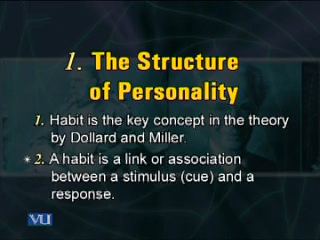 1. The Structure
of Personality
1. Habit is the key concept in the theory
by Dollard and Miller.
* 2. A habit is a link or association
between a stimulus (cue) and a
response.
VU